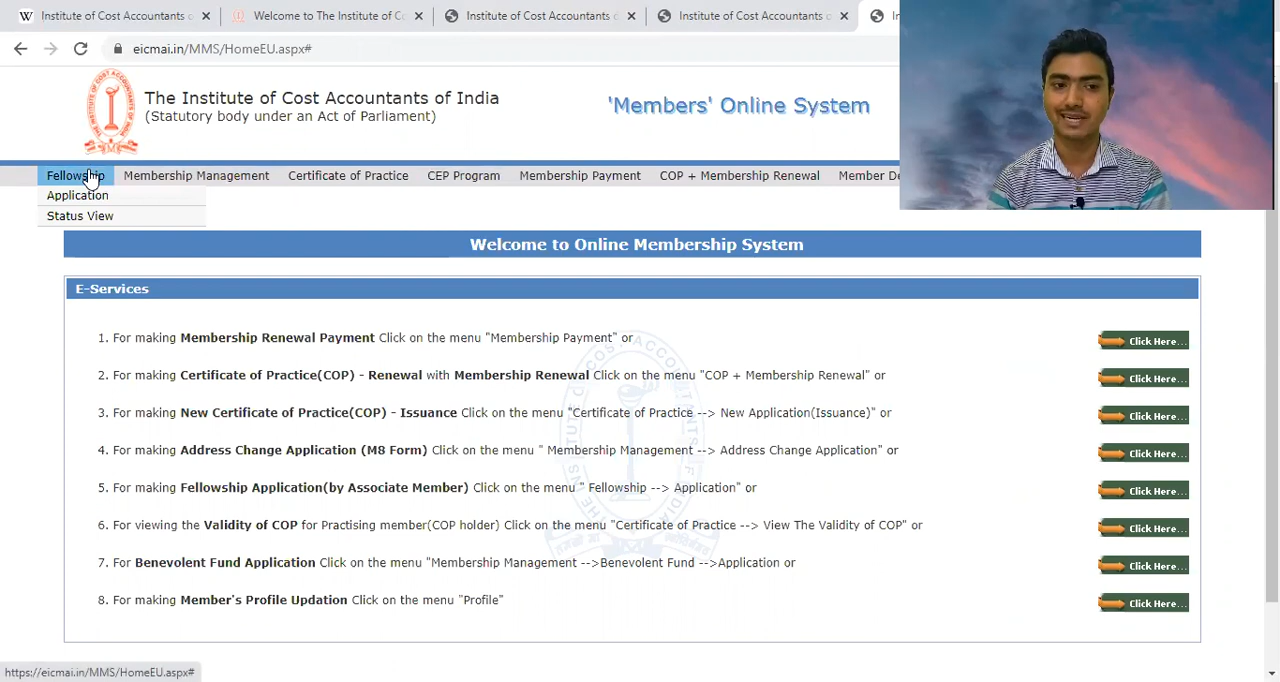 Institute of Cost Accountants o
Welcome to The Institute of Co
Institute of Cost Accountants o
Institute of Cost Accountants o
In
eicmai.in/MMS/HomeEU.aspx#
The Institute of Cost Accountants of India
(Statutory body under an Act of Parliament)
'Members' Online System
Fellowship Membership Management Certificate of Practice CEP Program Membership Payment COP + Membership Renewal Member De
Application
Status View
Welcome to Online Membership System
E-Services
1. For making Membership Renewal Payment Click on the menu "Membership Payment" or Click Here...
2. For making Certificate of Practice(COP) - Renewal with Membership Renewal Click on the menu "COP + Membership Renewal" or Click Here...
3. For making New Certificate of Practice(COP) - Issuance Click on the menu "Certificate of Practice --> New Application(Issuance)" or Click Here...
4. For making Address Change Application (M8 Form) Click on the menu " Membership Management --> Address Change Application" or Click Here...
5. For making Fellowship Application(by Associate Member) Click on the menu " Fellowship --> Application" or Click Here...
6. For viewing the Validity of COP for Practising member(COP holder) Click on the menu "Certificate of Practice --> View The Validity of COP" or Click Here...
7. For Benevolent Fund Application Click on the menu "Membership Management -->Benevolent Fund -->Application or Click Here...
8. For making Member's Profile Updation Click on the menu "Profile" Click Here...
https://eicmai.in/MMS/HomeEU.aspx#